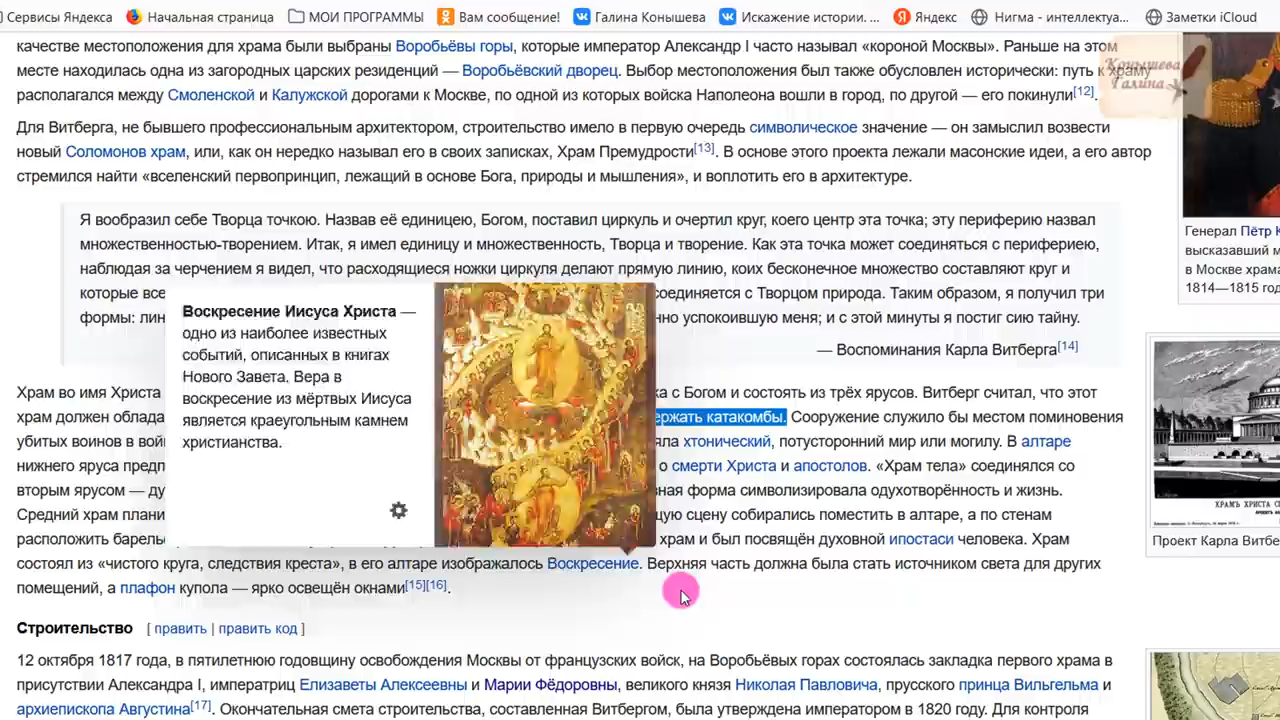 Сервисы Яндекса Начальная страница МОИ ПРОГРАММЫ Вам сообщение! Галина Конышева Искажение истории. ... Яндекс Нигма - интеллектуа... Заметки iCloud
качестве местоположения для храма были выбраны Воробьёвы горы, которые император Александр I часто называл «короной Москвы». Раньше на этом
месте находилась одна из загородных царских резиденций — Воробьёвский дворец. Выбор местоположения был также обусловлен исторически: путь к храму
располагался между Смоленской и Калужской дорогами к Москве, по одной из которых войска Наполеона вошли в город, по другой — его покинули[12].
Конышева
Галина
Для Витберга, не бывшего профессиональным архитектором, строительство имело в первую очередь символическое значение — он замыслил возвести
новый Соломонов храм, или, как он нередко называл его в своих записках, Храм Премудрости[13]. В основе этого проекта лежали масонские идеи, а его автор
стремился найти «вселенский первопринцип, лежащий в основе Бога, природы и мышления», и воплотить его в архитектуре.
Я вообразил себе Творца точкою. Назвав её единицею, Богом, поставил циркуль и очертил круг, коего центр эта точка; эту периферию назвал
множественностью-творением. Итак, я имел единицу и множественность, Творца и творение. Как эта точка может соединяться с перифериею,
наблюдая за черчением я видел, что расходящиеся ножки циркуля делают прямую линию, коих бесконечное множество составляют круг и
которые все соединяется с Творцом природа. Таким образом, я получил три
формы: лин но успокоившую меня; и с этой минуты я постиг сию тайну.
— Воспоминания Карла Витберга[14]
Генерал Пётр К
высказавший м
в Москве храма
1814—1815 год
Воскресение Иисуса Христа —
одно из наиболее известных
событий, описанных в книгах
Нового Завета. Вера в
воскресение из мёртвых Иисуса
является краеугольным камнем
христианства.
Храм во имя Христа ка с Богом и состоять из трёх ярусов. Витберг считал, что этот
храм должен облада ержать катакомбы. Сооружение служило бы местом поминовения
убитых воинов в вой яла хтонический, потусторонний мир или могилу. В алтаре
нижнего яруса предп о смерти Христа и апостолов. «Храм тела» соединялся со
вторым ярусом — ду ная форма символизировала одухотворённость и жизнь.
Средний храм плани щую сцену собирались поместить в алтаре, а по стенам
расположить барель храм и был посвящён духовной ипостаси человека. Храм
состоял из «чистого круга, следствия креста», в его алтаре изображалось Воскресение. Верхняя часть должна была стать источником света для других
помещений, а плафон купола — ярко освещён окнами[15][16].
Проект Карла Витбе
Строительство [ править | править код ]
12 октября 1817 года, в пятилетнюю годовщину освобождения Москвы от французских войск, на Воробьёвых горах состоялась закладка первого храма в
присутствии Александра I, императриц Елизаветы Алексеевны и Марии Фёдоровны, великого князя Николая Павловича, прусского принца Вильгельма и
архиепископа Августина[17]. Окончательная смета строительства, составленная Витбергом, была утверждена императором в 1820 году. Для контроля